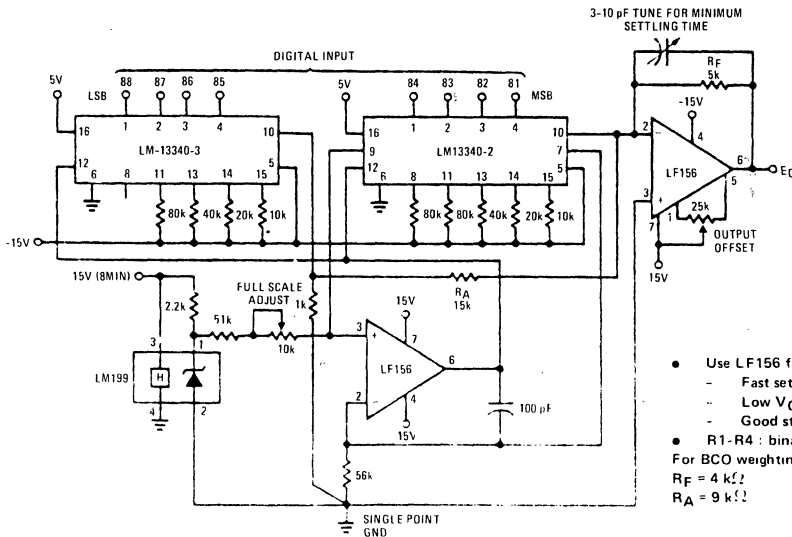 3-10 pF TUNE FOR MINIMUM
SETTLING TIME
DIGITAL INPUT
5V
LSB
88 87 86 85
5V
84 83 82 81
MSB
RF
5k
16 1 2 3 4 10
LM-13340-3
12 5
6 8 11 13 14 15
16 1 2 3 4 10
9 LM13340-2 7
12 5
6 8 11 13 14 15
80k 40k 20k 10k
80k 80k 40k 20k 10k
-15V
-15V
4
2
LF156
6
3
5
1
7
25k
15V
OUTPUT
OFFSET
15V (8MIN)
2.2k
FULL SCALE
ADJUST
51k
10k
1k
RA
15k
3 1
LM199
H
4 2
15V
3 7
+
LF156 6
2 4
-
15V
100 pF
56k
SINGLE POINT
GND
• Use LF156 f
- Fast set
- Low V
- Good st
• R1-R4 : bina
For BCO weightin
RF = 4 kΩ
RA = 9 kΩ